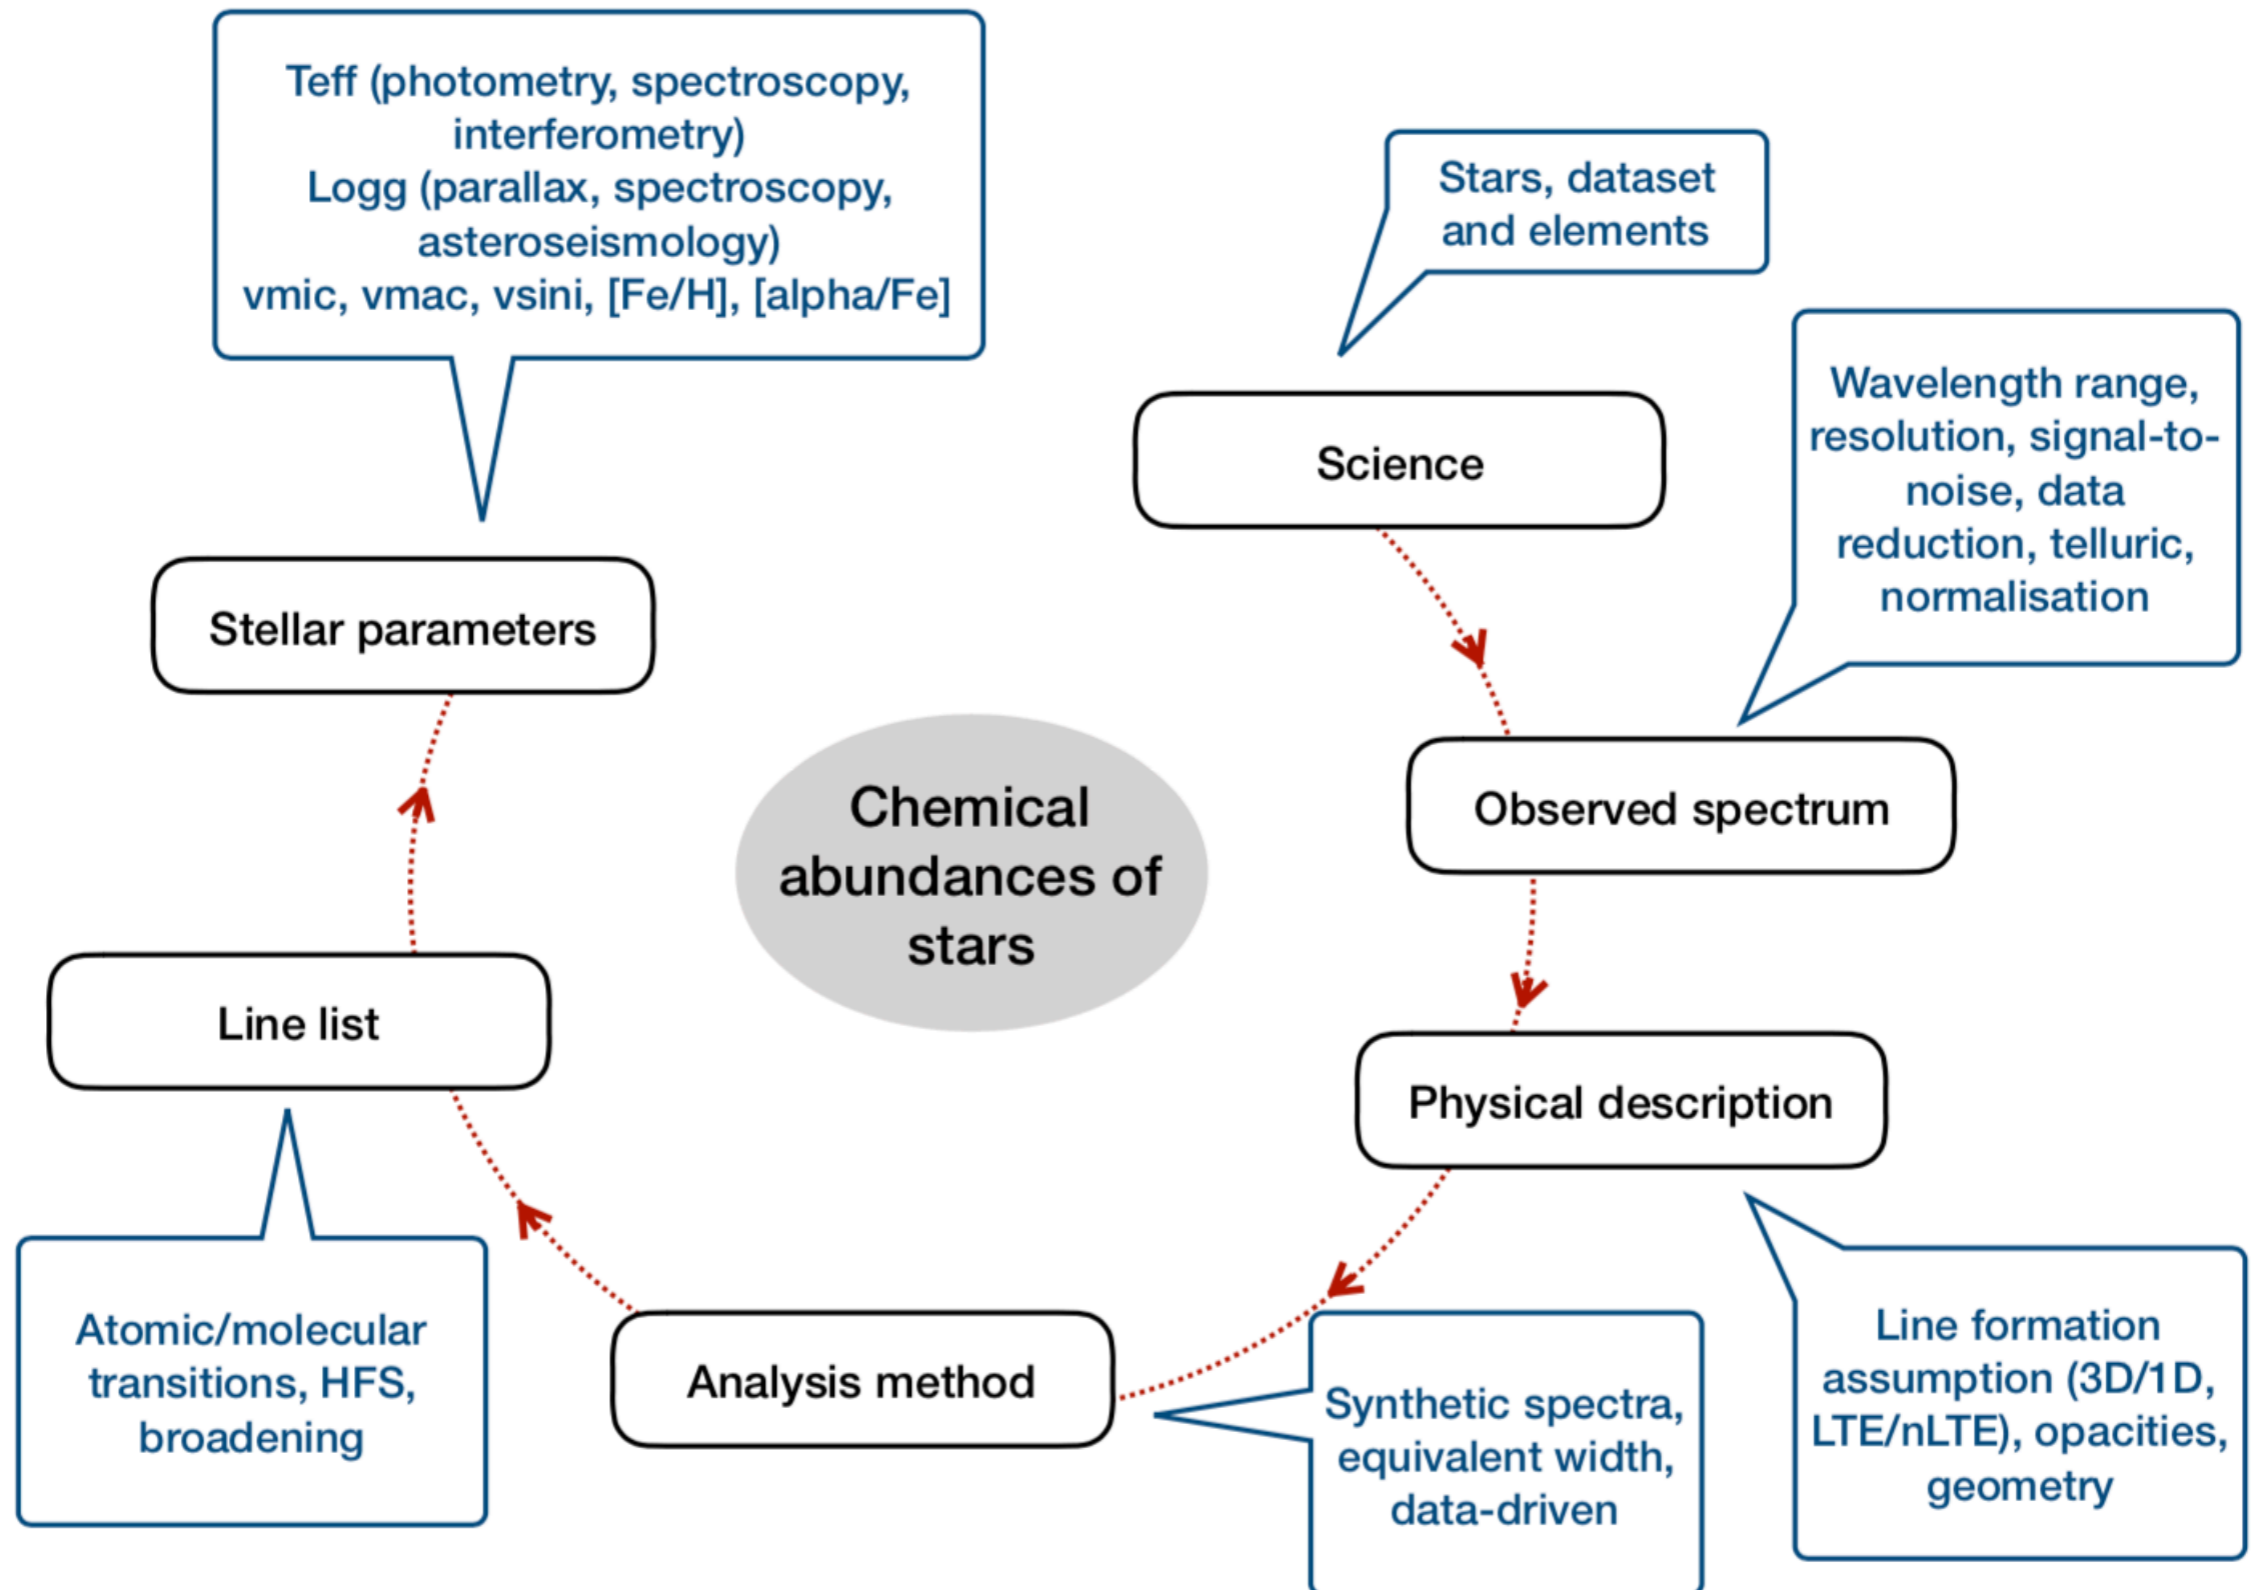 Teff (photometry, spectroscopy,
interferometry)
Logg (parallax, spectroscopy,
asteroseismology)
vmic, vmac, vsini, [Fe/H], [alpha/Fe]
Stars, dataset
and elements
Science
Wavelength range,
resolution, signal-to-
noise, data
reduction, telluric,
normalisation
Stellar parameters
Observed spectrum
Chemical
abundances of
stars
Line list
Physical description
Atomic/molecular
transitions, HFS,
broadening
Analysis method
Synthetic spectra,
equivalent width,
data-driven
Line formation
assumption (3D/1D,
LTE/nLTE), opacities,
geometry